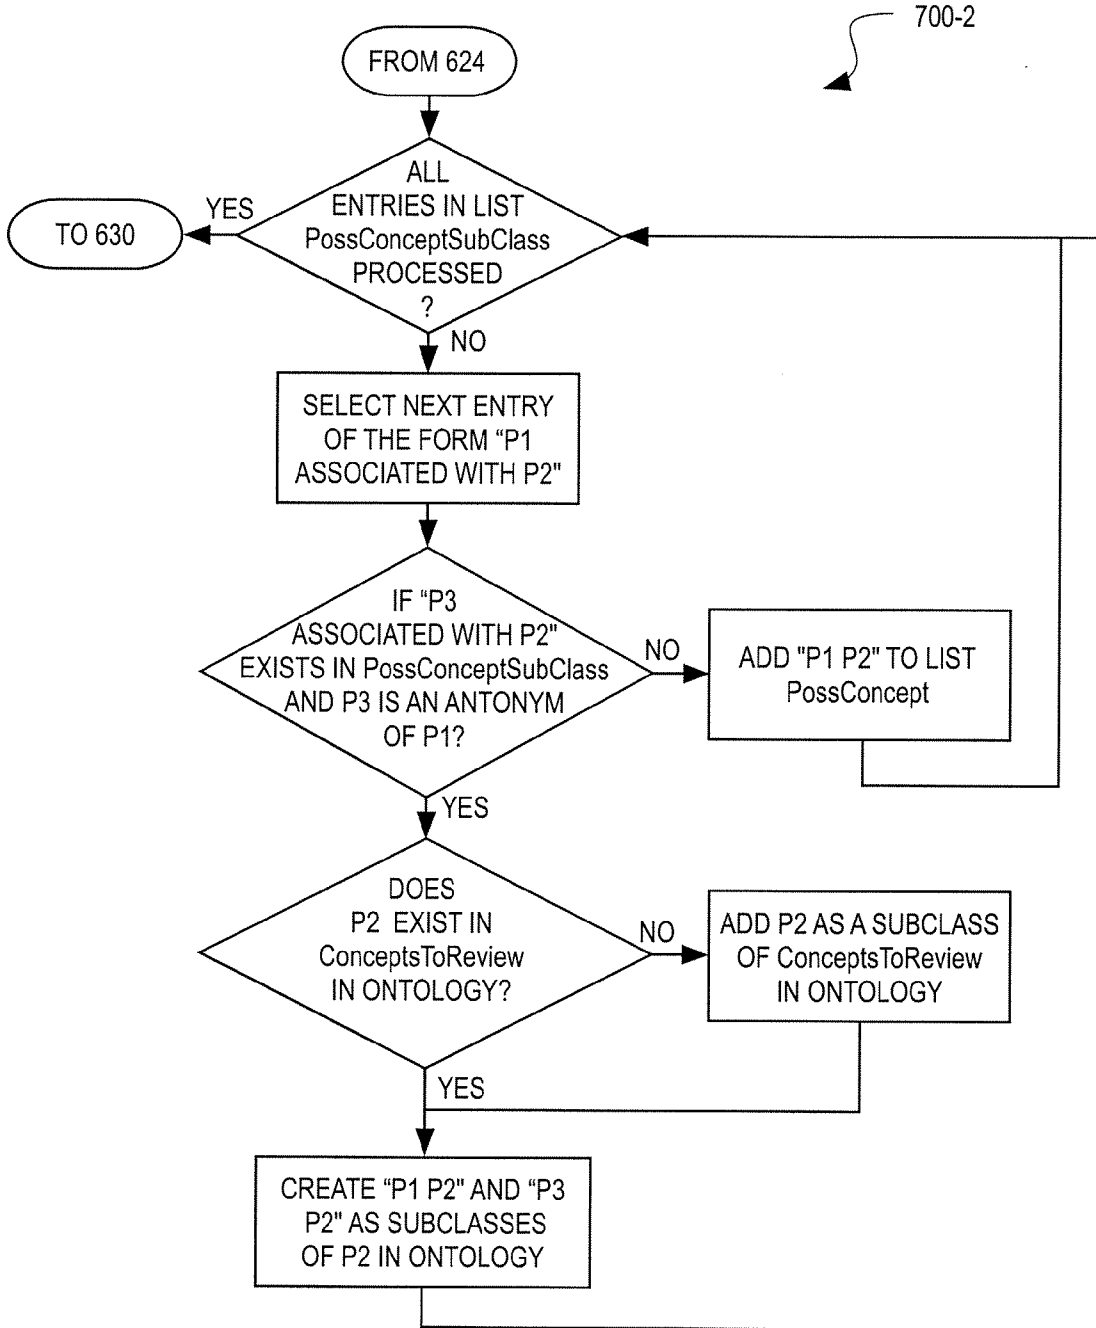 700-2
FROM 624
ALL
ENTRIES IN LIST
PossConceptSubClass
PROCESSED
?
YES
TO 630
NO
SELECT NEXT ENTRY
OF THE FORM "P1
ASSOCIATED WITH P2"
IF "P3
ASSOCIATED WITH P2"
EXISTS IN PossConceptSubClass
AND P3 IS AN ANTONYM
OF P1?
NO
ADD "P1 P2" TO LIST
PossConcept
YES
DOES
P2 EXIST IN
ConceptsToReview
IN ONTOLOGY?
NO
ADD P2 AS A SUBCLASS
OF ConceptsToReview
IN ONTOLOGY
YES
CREATE "P1 P2" AND "P3
P2" AS SUBCLASSES
OF P2 IN ONTOLOGY